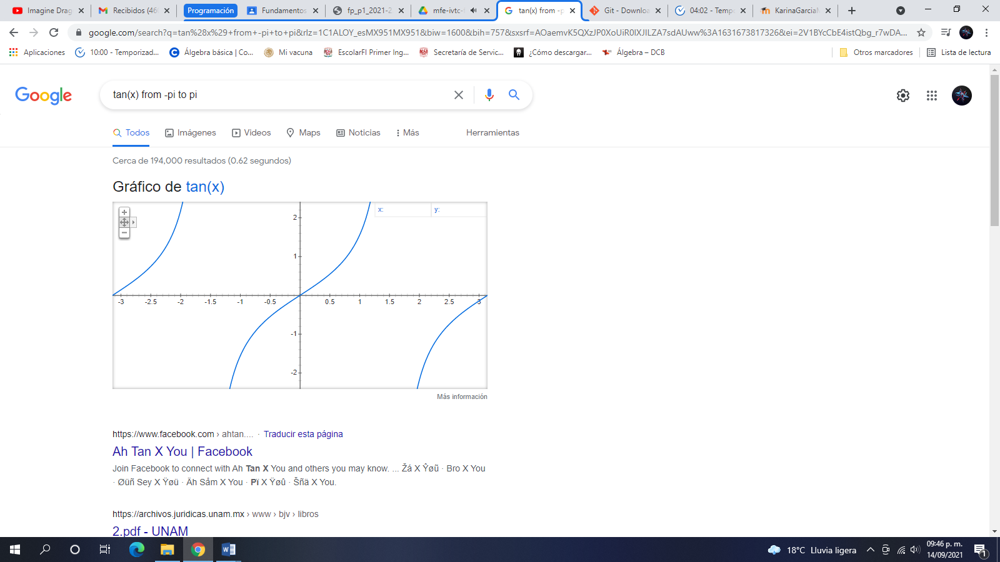 Imagine Drag
Recibidos (46
Programación
Fundamentos
fp_p1_2021-2
mfe-ivtc-
tan(x) from -p
Git - Downloa
04:02 - Temp
KarinaGarciaM
google.com/search?q=tan%28x%29+from+-pi+to+pi&rlz=1C1ALOY_esMX951MX951&biw=1600&bih=757&sxsrf=AOaemvK5QXzJP0XoUiR0IXJILZA7sdAUww%3A1631673817326&ei=2V1BYcCbE4istQbg_r7wDA...
Aplicaciones
10:00 - Temporizad...
Álgebra básica | Co...
Mi vacuna
EscolarFI Primer Ing...
Secretaría de Servic...
¿Cómo descargar...
Álgebra – DCB
Otros marcadores
Lista de lectura
Google
tan(x) from -pi to pi
Todos
Imágenes
Videos
Maps
Noticias
Más
Herramientas
Cerca de 194,000 resultados (0.62 segundos)
Gráfico de tan(x)
x:
y:
2
1
-3 -2.5 -2 -1.5 -1 -0.5 0.5 1 1.5 2 2.5 3
-1
-2
Más información
https://www.facebook.com › ahtan.... · Traducir esta página
Ah Tan X You | Facebook
Join Facebook to connect with Ah Tan X You and others you may know. ... Žá X Ŷøũ · Bro X You
· Øüñ Sey X Ÿøü · Äh Såm X You · Pï X Ÿøû · Šñä X You.
https://archivos.juridicas.unam.mx › www › bjv › libros
2.pdf - UNAM
18°C Lluvia ligera
09:46 p. m.
14/09/2021
1